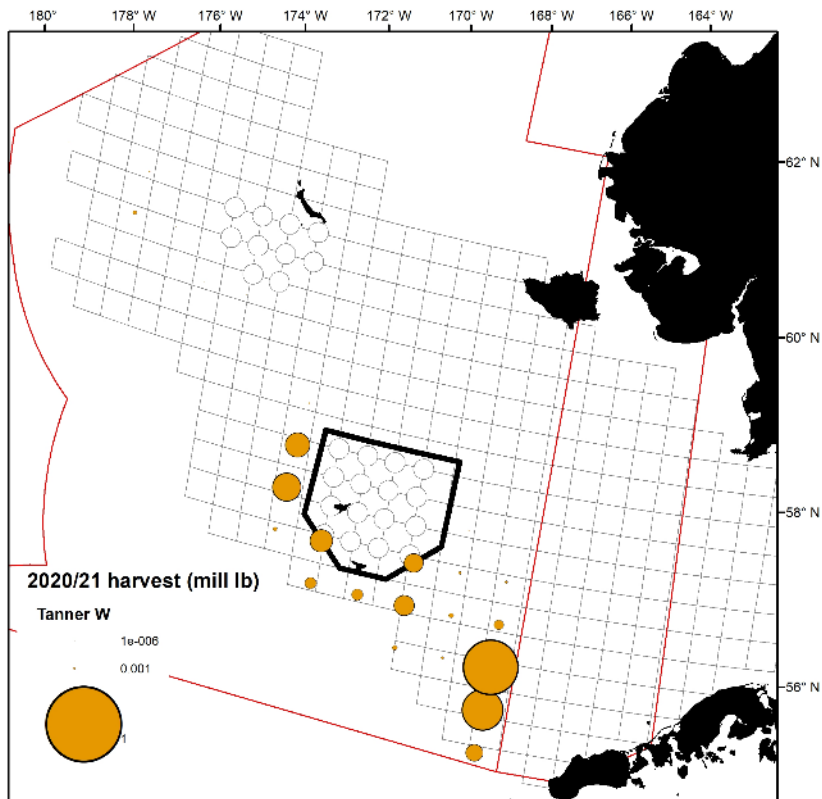 180° 178° W 176° W 174° W 172° W 170° W 168° W 166° W 164° W
62° N
60° N
58° N
2020/21 harvest (mill lb)
Tanner W
1e-006
0.001
56° N
1